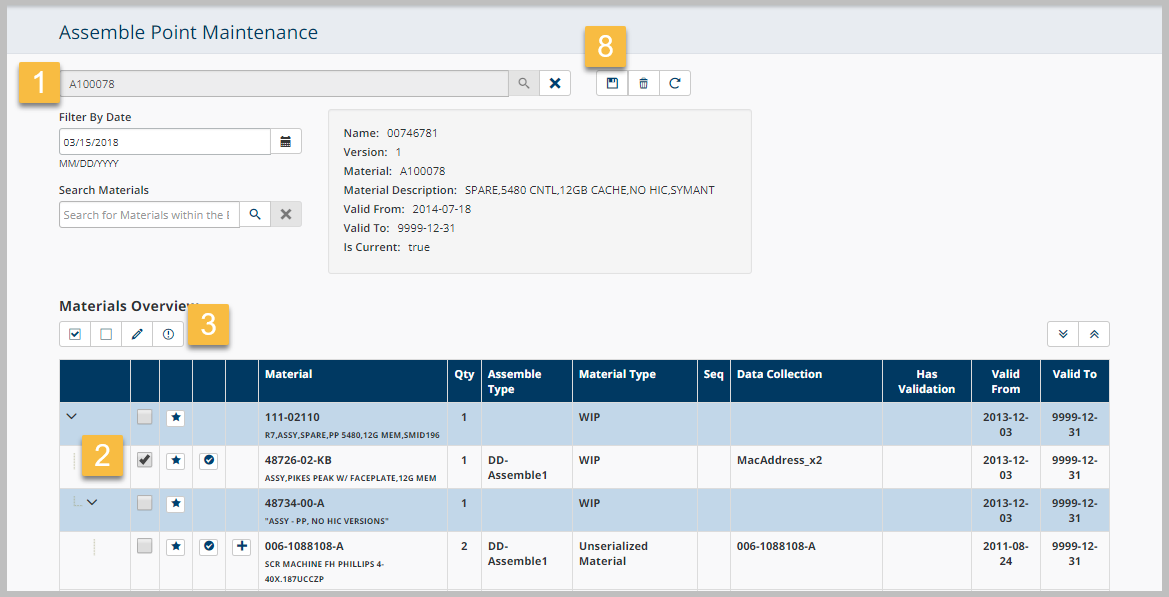 Assemble Point Maintenance
8
1
A100078
Filter By Date
03/15/2018
MM/DD/YYYY
Search Materials
Search for Materials within the
Name: 00746781
Version: 1
Material: A100078
Material Description: SPARE,5480 CNTL,12GB CACHE,NO HIC,SYMANT
Valid From: 2014-07-18
Valid To: 9999-12-31
Is Current: true
Materials Overview
3
Material Qty Assemble Type Material Type Seq Data Collection Has Validation Valid From Valid To
111-02110 1 WIP 2013-12-03 9999-12-31
R7,ASSY,SPARE,PP 5480,12G MEM,SMID196
2
48726-02-KB 1 DD-Assemble1 WIP MacAddress_x2 2013-12-03 9999-12-31
ASSY,PIKES PEAK W/ FACEPLATE,12G MEM
48734-00-A 1 WIP 2013-12-03 9999-12-31
"ASSY - PP, NO HIC VERSIONS"
006-1088108-A 2 DD-Assemble1 Unserialized Material 006-1088108-A 2011-08-24 9999-12-31
SCR MACHINE FH PHILLIPS 4-
40X.187UCCZP